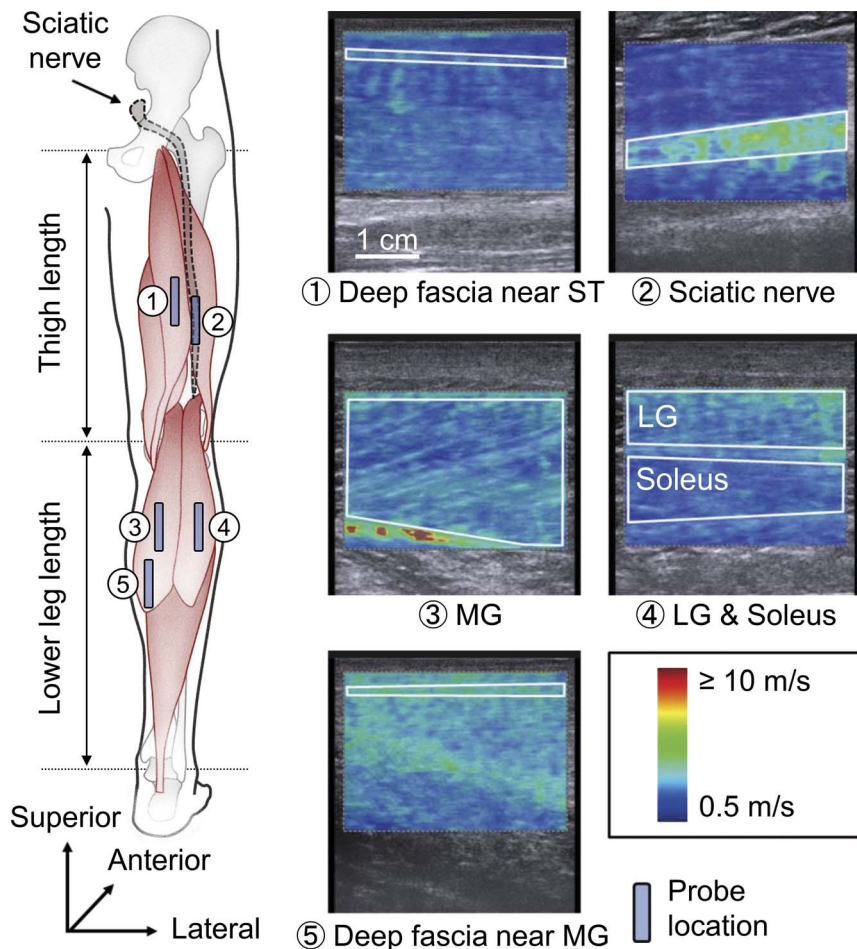 Sciatic
nerve
Thigh length
Lower leg length
①
②
③
④
⑤
Superior
Anterior
Lateral
1 cm
① Deep fascia near ST
② Sciatic nerve
③ MG
LG
Soleus
④ LG & Soleus
⑤ Deep fascia near MG
≥ 10 m/s
0.5 m/s
Probe
location